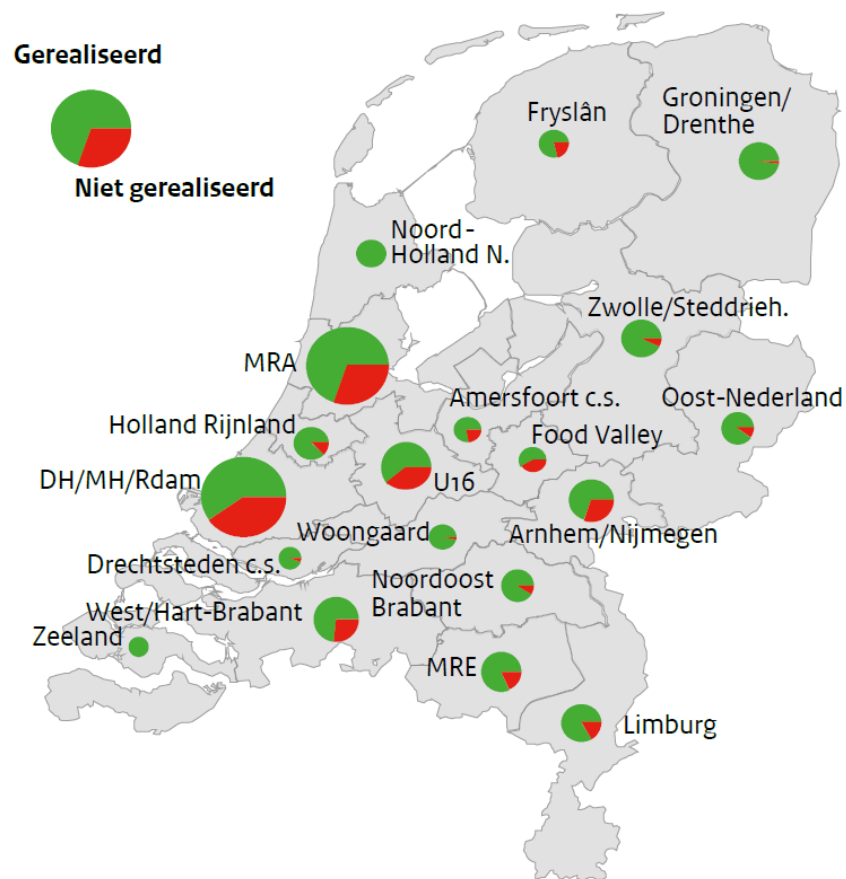 Gerealiseerd
Niet gerealiseerd
Fryslân
Groningen/
Drenthe
Noord-
Holland N.
Zwolle/Steddrieh.
MRA
Amersfoort c.s.
Oost-Nederland
Holland Rijnland
Food Valley
DH/MH/Rdam
U16
Woongaard
Arnhem/Nijmegen
Drechtsteden c.s.
Noordoost
Brabant
West/Hart-Brabant
Zeeland
MRE
Limburg